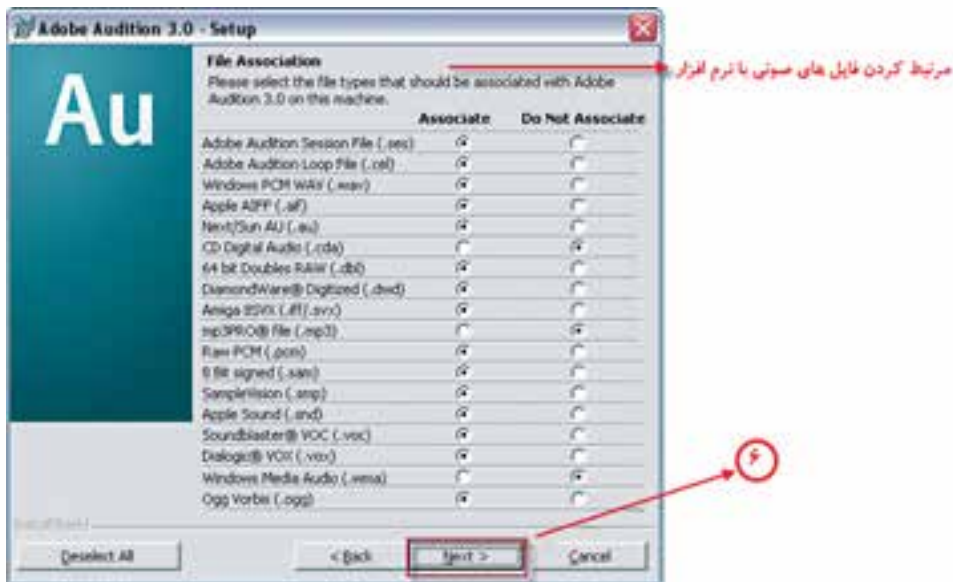 Adobe Audition 3.0 - Setup
Au
File Association
Please select the file types that should be associated with Adobe
Audition 3.0 on this machine.
مرتبط کردن فایل های صوتی با نرم افزار
Associate Do Not Associate
Adobe Audition Session File (.ses)
Adobe Audition Loop File (.cel)
Windows PCM WAV (.wav)
Apple AIFF (.aif)
Next/Sun AU (.au)
CD Digital Audio (.cda)
64 bit Doubles RAW (.dbl)
DiamondWare® Digitized (.dwd)
Amiga 8SVX (.iff/.svx)
mp3PRO® file (.mp3)
Raw PCM (.pcm)
8 Bit signed (.sam)
SampleVision (.smp)
Apple Sound (.snd)
Soundblaster® VOC (.voc)
Dialogic® VOX (.vox)
Windows Media Audio (.wma)
Ogg Vorbis (.ogg)
۶
InstallShield
Deselect All < Back Next > Cancel